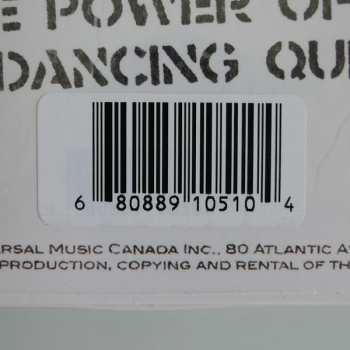 E POWER OF
DANCING QU
6 80889 10510 4
RSAL MUSIC CANADA INC., 80 ATLANTIC A
PRODUCTION, COPYING AND RENTAL OF TH